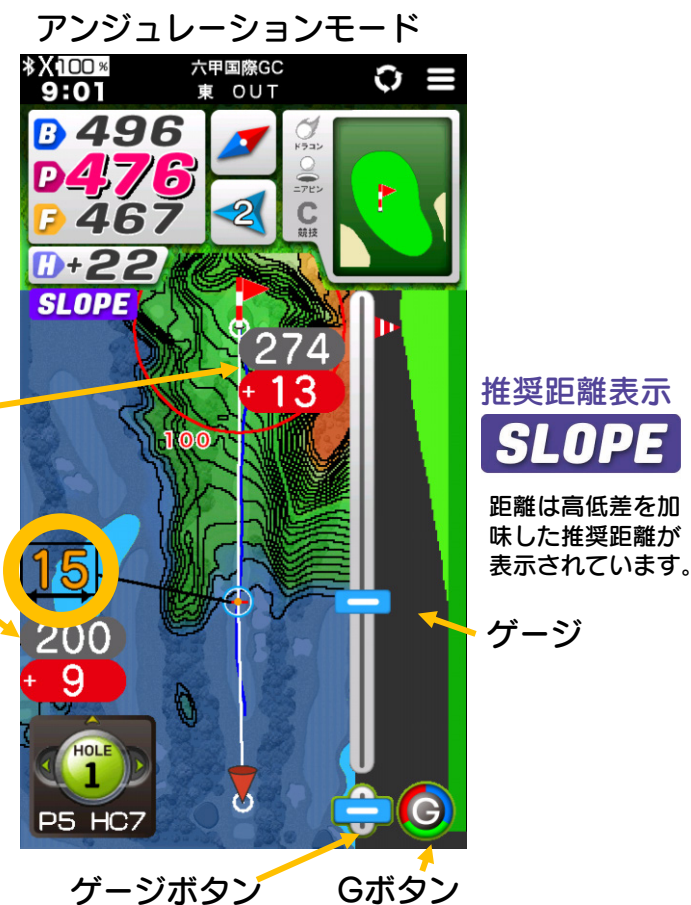 アンジュレーションモード
X 100%
9:01
六甲国際GC
東 OUT
B 496
P 476
F 467
H +22
SLOPE
2
ドラコン
ニアピン
C
競技
274
+ 13
100
15
200
+ 9
HOLE
1
P5 HC7
G
推奨距離表示
SLOPE
距離は高低差を加
味した推奨距離が
表示されています。
ゲージ
ゲージボタン
Gボタン